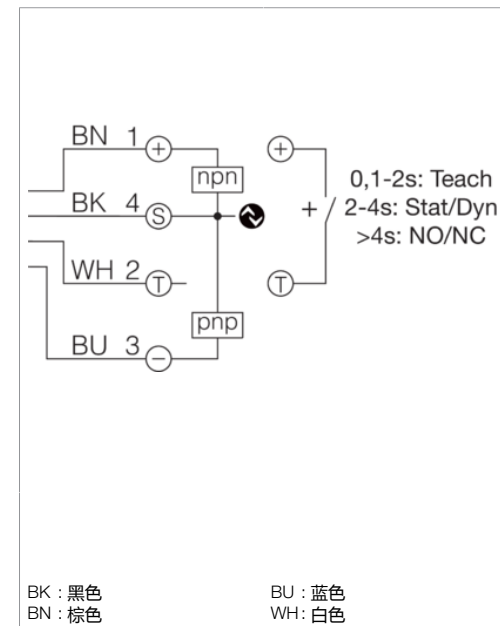 BN 1 +
npn
BK 4 S
WH 2 T
pnp
BU 3 −
+
0,1-2s: Teach
+ 2-4s: Stat/Dyn
>4s: NO/NC
T
BK : 黑色
BN : 棕色
BU : 蓝色
WH : 白色